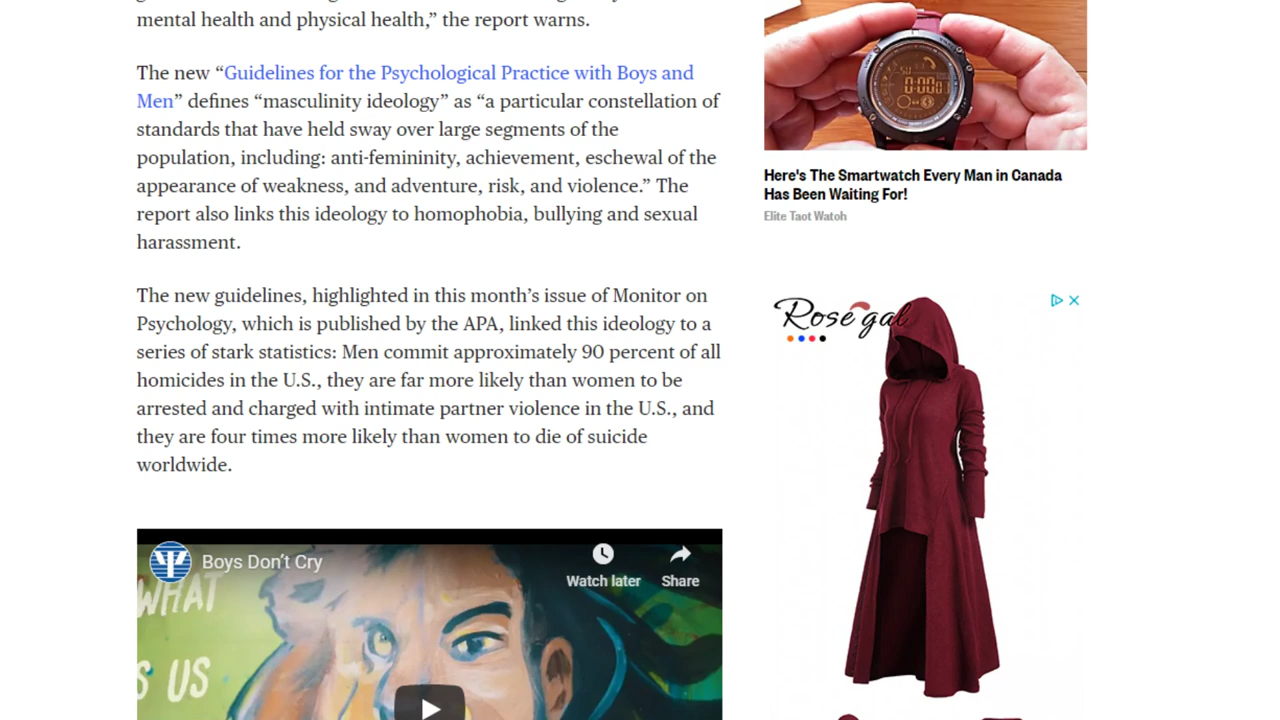 mental health and physical health,” the report warns.
The new “Guidelines for the Psychological Practice with Boys and
Men” defines “masculinity ideology” as “a particular constellation of
standards that have held sway over large segments of the
population, including: anti-femininity, achievement, eschewal of the
appearance of weakness, and adventure, risk, and violence.” The
report also links this ideology to homophobia, bullying and sexual
harassment.
The new guidelines, highlighted in this month’s issue of Monitor on
Psychology, which is published by the APA, linked this ideology to a
series of stark statistics: Men commit approximately 90 percent of all
homicides in the U.S., they are far more likely than women to be
arrested and charged with intimate partner violence in the U.S., and
they are four times more likely than women to die of suicide
worldwide.
Boys Don’t Cry
Watch later
Share
WHAT
S US
0:00
Here's The Smartwatch Every Man in Canada
Has Been Waiting For!
Elite Taot Watoh
Rose gal